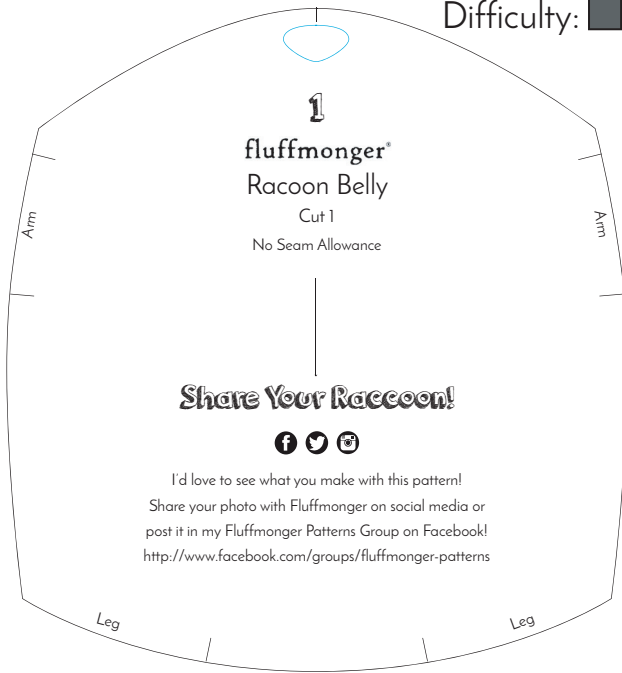 Difficulty:
1
fluffmonger®
Racoon Belly
Cut 1
No Seam Allowance
Arm
Arm
Share Your Raccoon!
I'd love to see what you make with this pattern!
Share your photo with Fluffmonger on social media or
post it in my Fluffmonger Patterns Group on Facebook!
http://www.facebook.com/groups/fluffmonger-patterns
Leg
Leg